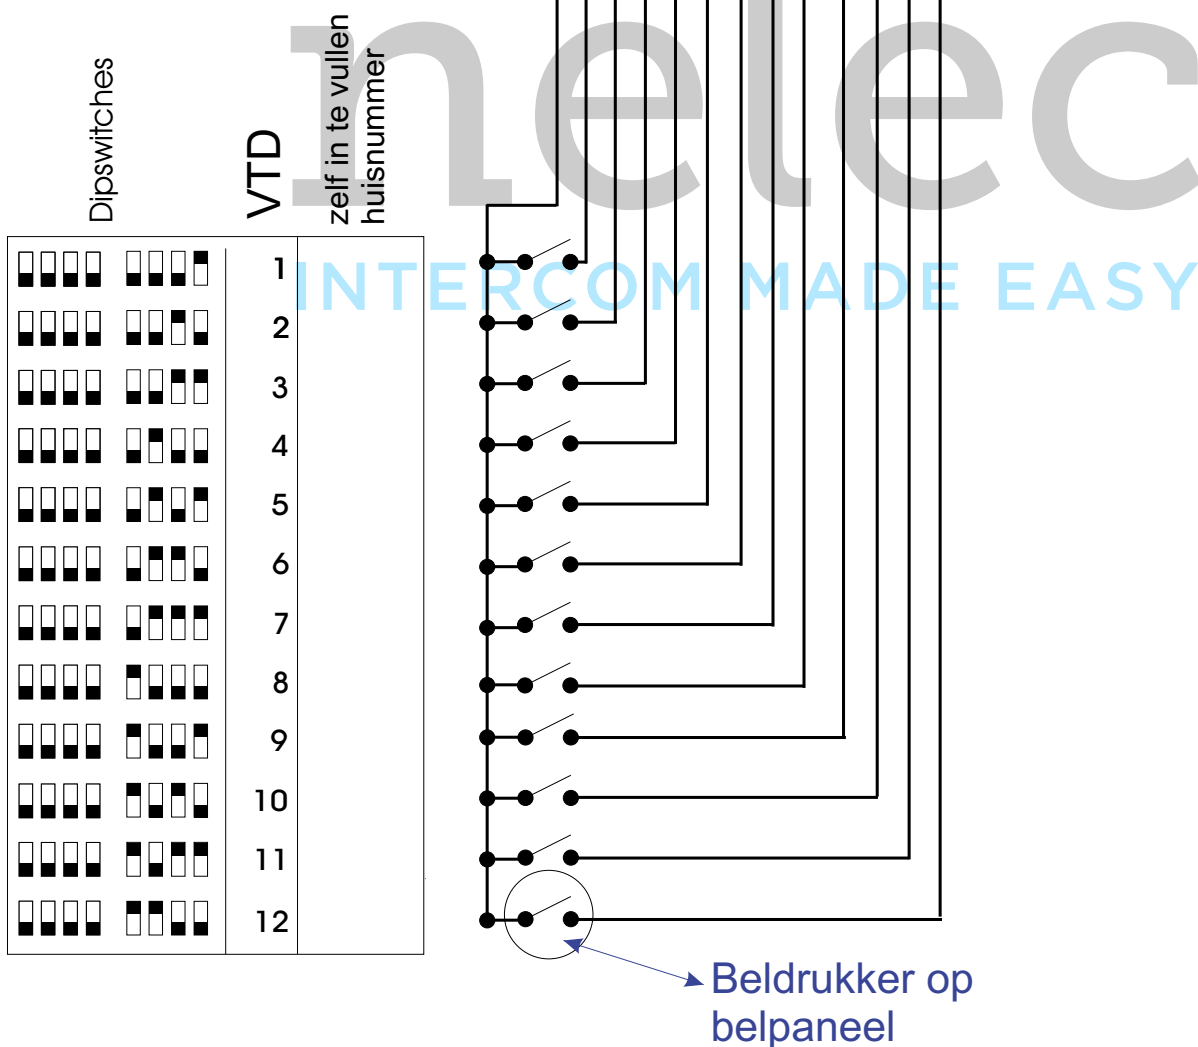 nelec
INTERCOM MADE EASY
Dipswitches
VTD
zelf in te vullen
huisnummer
1
2
3
4
5
6
7
8
9
10
11
12
Beldrukker op
belpaneel